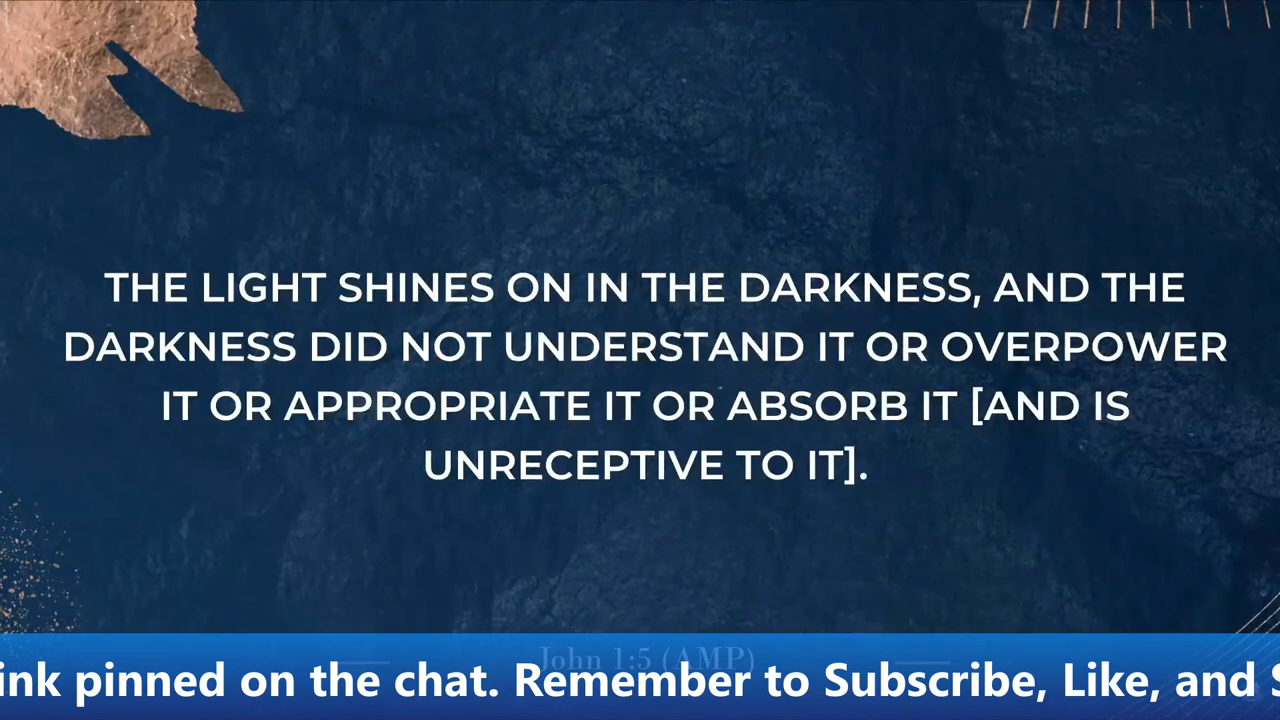 THE LIGHT SHINES ON IN THE DARKNESS, AND THE
DARKNESS DID NOT UNDERSTAND IT OR OVERPOWER
IT OR APPROPRIATE IT OR ABSORB IT [AND IS
UNRECEPTIVE TO IT].
John 1:5 (AMP)
ink pinned on the chat. Remember to Subscribe, Like, and